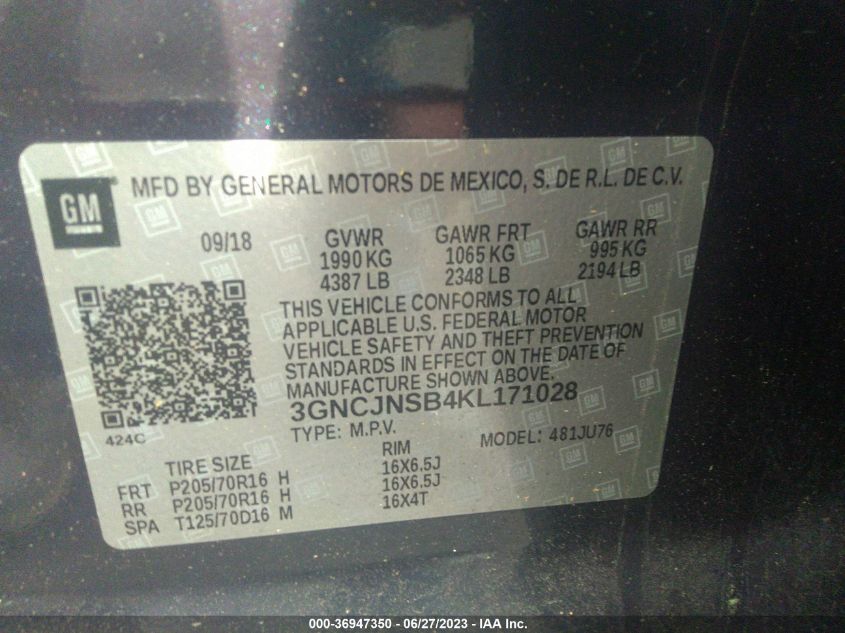 GM
MFD BY GENERAL MOTORS DE MEXICO, S. DE R.L. DE C.V.
09/18 GVWR GAWR FRT GAWR RR
1990 KG 1065 KG 995 KG
4387 LB 2348 LB 2194 LB
THIS VEHICLE CONFORMS TO ALL
APPLICABLE U.S. FEDERAL MOTOR
VEHICLE SAFETY AND THEFT PREVENTION
STANDARDS IN EFFECT ON THE DATE OF
MANUFACTURE SHOWN ABOVE.
3GNCJNSB4KL171028
424C
TYPE: M.P.V. MODEL: 481JU76
TIRE SIZE RIM
FRT P205/70R16 H 16X6.5J
RR P205/70R16 H 16X6.5J
SPA T125/70D16 M 16X4T
000-36947350 / 06/27/2023 / IAA Inc.